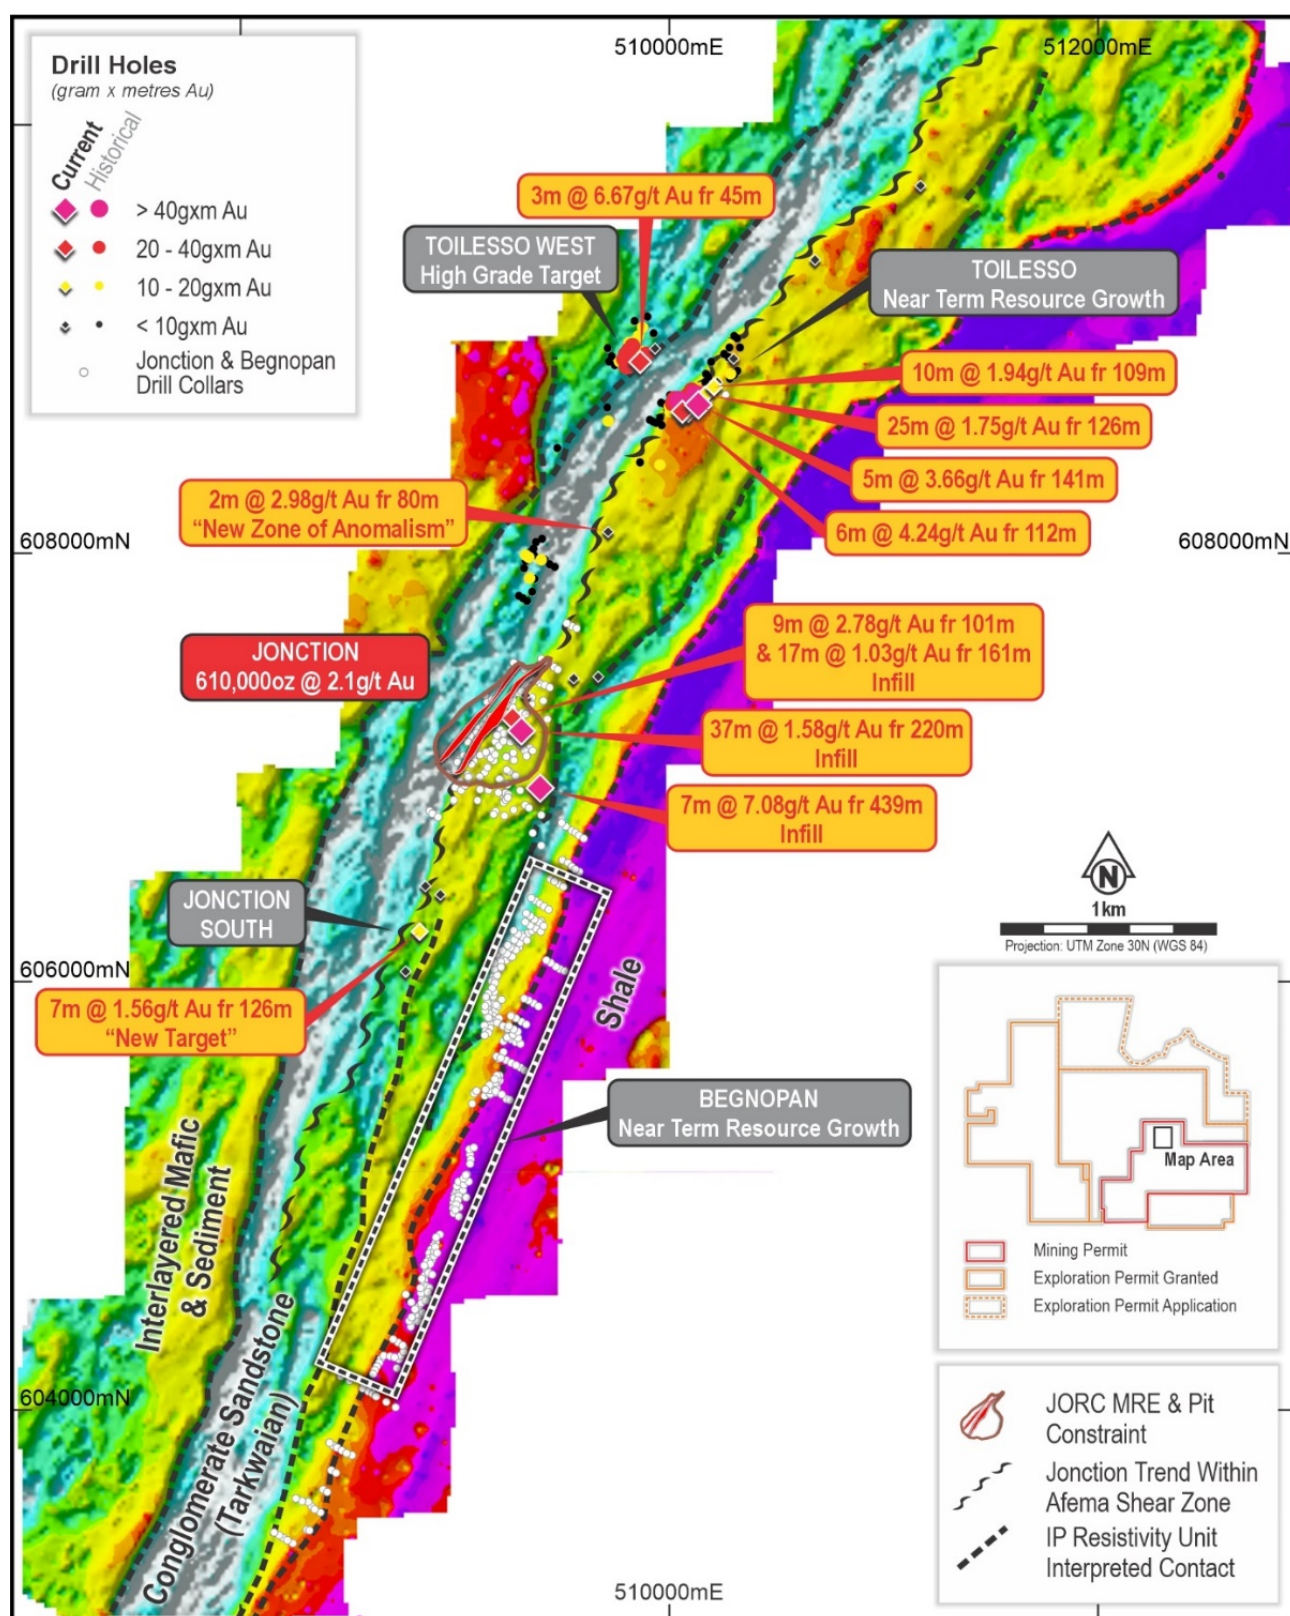 510000mE
512000mE
Drill Holes
(gram x metres Au)
Current
Historical
> 40gxm Au
20 - 40gxm Au
10 - 20gxm Au
< 10gxm Au
Jonction & Begnopan
Drill Collars
3m @ 6.67g/t Au fr 45m
TOILESSO WEST
High Grade Target
TOILESSO
Near Term Resource Growth
10m @ 1.94g/t Au fr 109m
25m @ 1.75g/t Au fr 126m
5m @ 3.66g/t Au fr 141m
6m @ 4.24g/t Au fr 112m
2m @ 2.98g/t Au fr 80m
“New Zone of Anomalism”
608000mN
608000mN
9m @ 2.78g/t Au fr 101m
& 17m @ 1.03g/t Au fr 161m
Infill
JONCTION
610,000oz @ 2.1g/t Au
37m @ 1.58g/t Au fr 220m
Infill
7m @ 7.08g/t Au fr 439m
Infill
N
1km
Projection: UTM Zone 30N (WGS 84)
JONCTION
SOUTH
606000mN
7m @ 1.56g/t Au fr 126m
“New Target”
Shale
BEGNOPAN
Near Term Resource Growth
Interlayered Mafic
& Sediment
Conglomerate Sandstone
(Tarkwaian)
Map Area
Mining Permit
Exploration Permit Granted
Exploration Permit Application
604000mN
JORC MRE & Pit
Constraint
Jonction Trend Within
Afema Shear Zone
IP Resistivity Unit
Interpreted Contact
510000mE